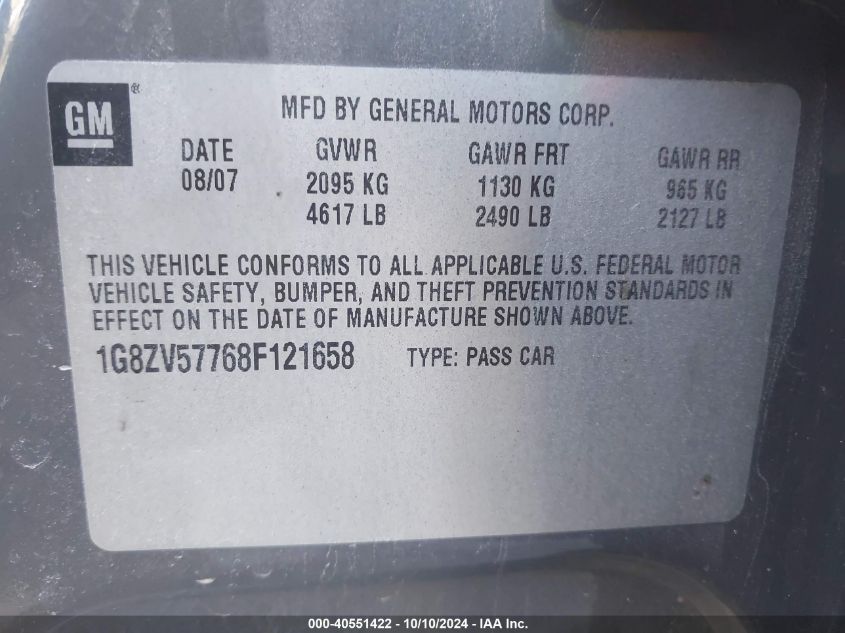 GM®
MFD BY GENERAL MOTORS CORP.
DATE GVWR GAWR FRT GAWR RR
08/07 2095 KG 1130 KG 965 KG
4617 LB 2490 LB 2127 LB
THIS VEHICLE CONFORMS TO ALL APPLICABLE U.S. FEDERAL MOTOR
VEHICLE SAFETY, BUMPER, AND THEFT PREVENTION STANDARDS IN
EFFECT ON THE DATE OF MANUFACTURE SHOWN ABOVE.
1G8ZV57768F121658 TYPE: PASS CAR
000-40551422 - 10/10/2024 - IAA Inc.